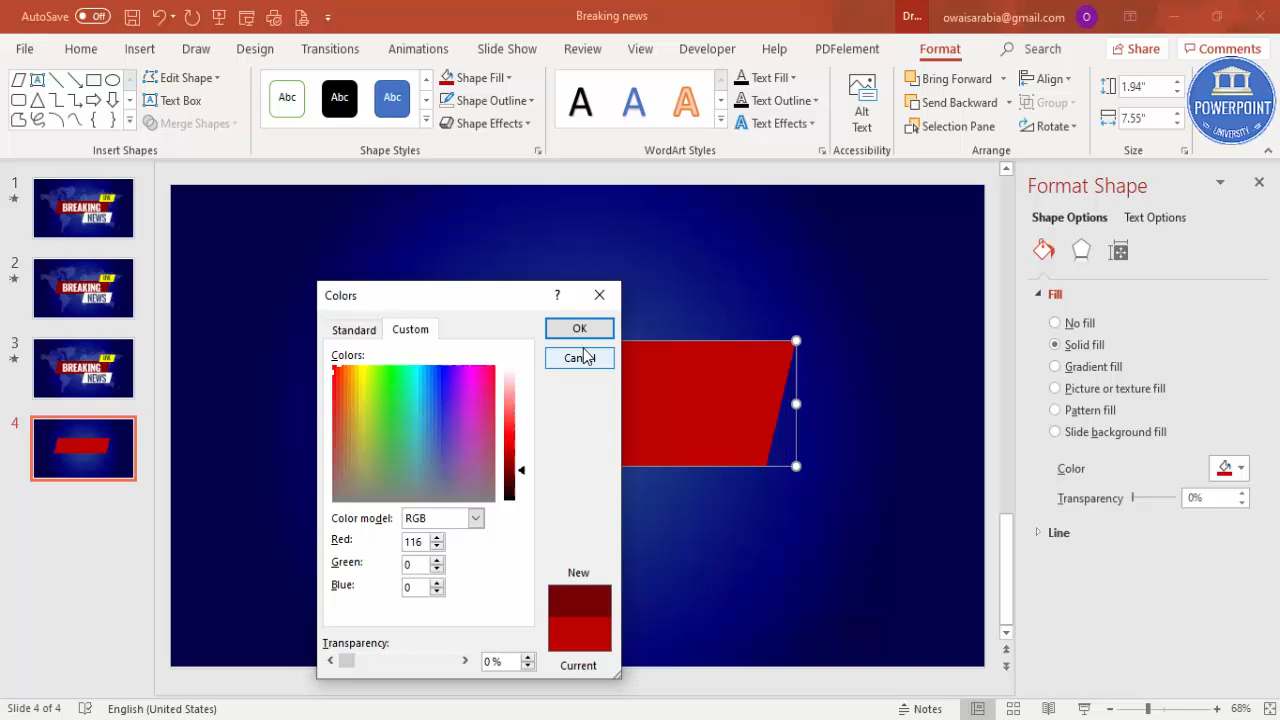 AutoSave Off Breaking news Dr... owaisarabia@gmail.com O
File Home Insert Draw Design Transitions Animations Slide Show Review View Developer Help PDFelement Format Search Share Comments
Edit Shape
Text Box
Merge Shapes
Insert Shapes
Abc Abc Abc
Shape Fill
Shape Outline
Shape Effects
Shape Styles
A A A
Text Fill
Text Outline
Text Effects
WordArt Styles
Alt
Text
Accessibility
Bring Forward
Send Backward
Selection Pane
Align
Group
Rotate
Arrange
1.94"
7.55"
Size
POWERPOINT
UNIVERSITY
1
BREAKING
NEWS
2
BREAKING
NEWS
3
BREAKING
NEWS
4
Colors
Standard Custom
OK
Colors:
Color model: RGB
Red: 116
Green: 0
Blue: 0
New
Current
Transparency:
0 %
Format Shape
Shape Options Text Options
Fill
No fill
Solid fill
Gradient fill
Picture or texture fill
Pattern fill
Slide background fill
Color
Transparency 0%
Line
Slide 4 of 4 English (United States) Notes 68%